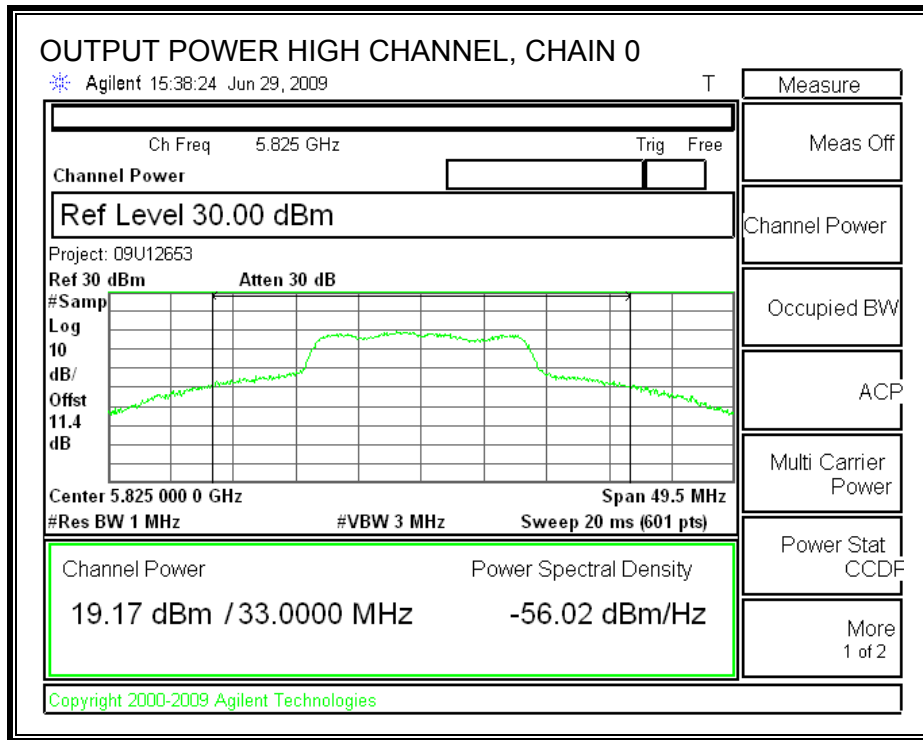 OUTPUT POWER HIGH CHANNEL, CHAIN 0
Agilent 15:38:24 Jun 29, 2009 T
Measure
Ch Freq 5.825 GHz Trig Free
Meas Off
Channel Power
Ref Level 30.00 dBm
Channel Power
Project: 09U12653
Ref 30 dBm Atten 30 dB
#Samp
Log
10
dB/
Offst
11.4
dB
Occupied BW
ACP
Multi Carrier
Power
Center 5.825 000 0 GHz Span 49.5 MHz
#Res BW 1 MHz #VBW 3 MHz Sweep 20 ms (601 pts)
Power Stat
CCDF
Channel Power Power Spectral Density
19.17 dBm / 33.0000 MHz -56.02 dBm/Hz
More
1 of 2
Copyright 2000-2009 Agilent Technologies